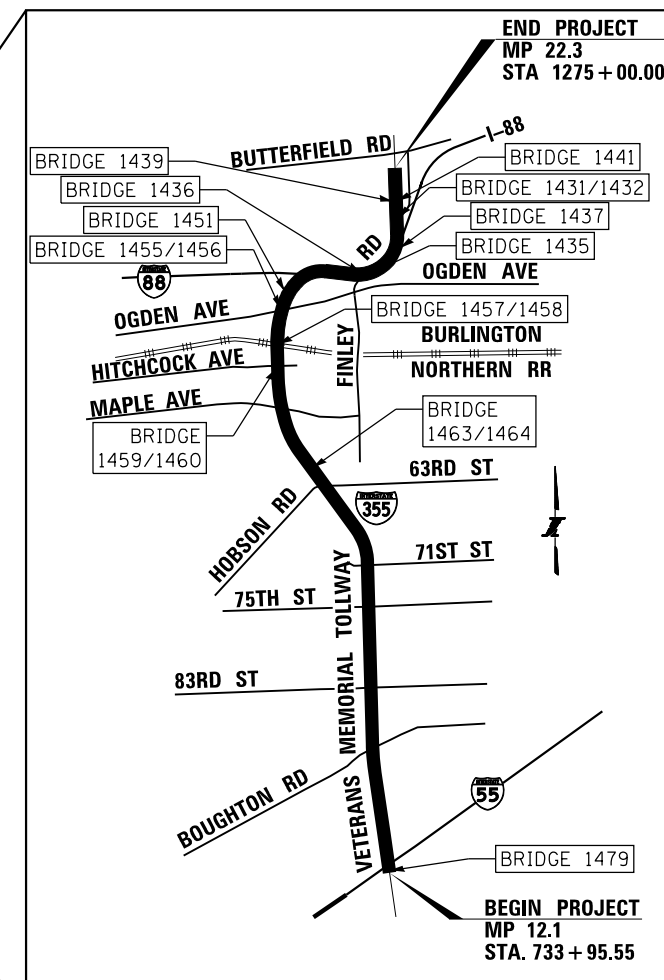 END PROJECT
MP 22.3
STA 1275+00.00
I-88
BUTTERFIELD RD
BRIDGE 1439
BRIDGE 1441
BRIDGE 1436
BRIDGE 1431/1432
BRIDGE 1451
BRIDGE 1437
BRIDGE 1455/1456
RD
BRIDGE 1435
INTERSTATE
88
OGDEN AVE
OGDEN AVE
BRIDGE 1457/1458
FINLEY
BURLINGTON
NORTHERN RR
HITCHCOCK AVE
MAPLE AVE
BRIDGE
1463/1464
BRIDGE
1459/1460
63RD ST
INTERSTATE
355
HOBSON RD
71ST ST
75TH ST
VETERANS MEMORIAL TOLLWAY
83RD ST
BOUGHTON RD
INTERSTATE
55
BRIDGE 1479
BEGIN PROJECT
MP 12.1
STA. 733+95.55